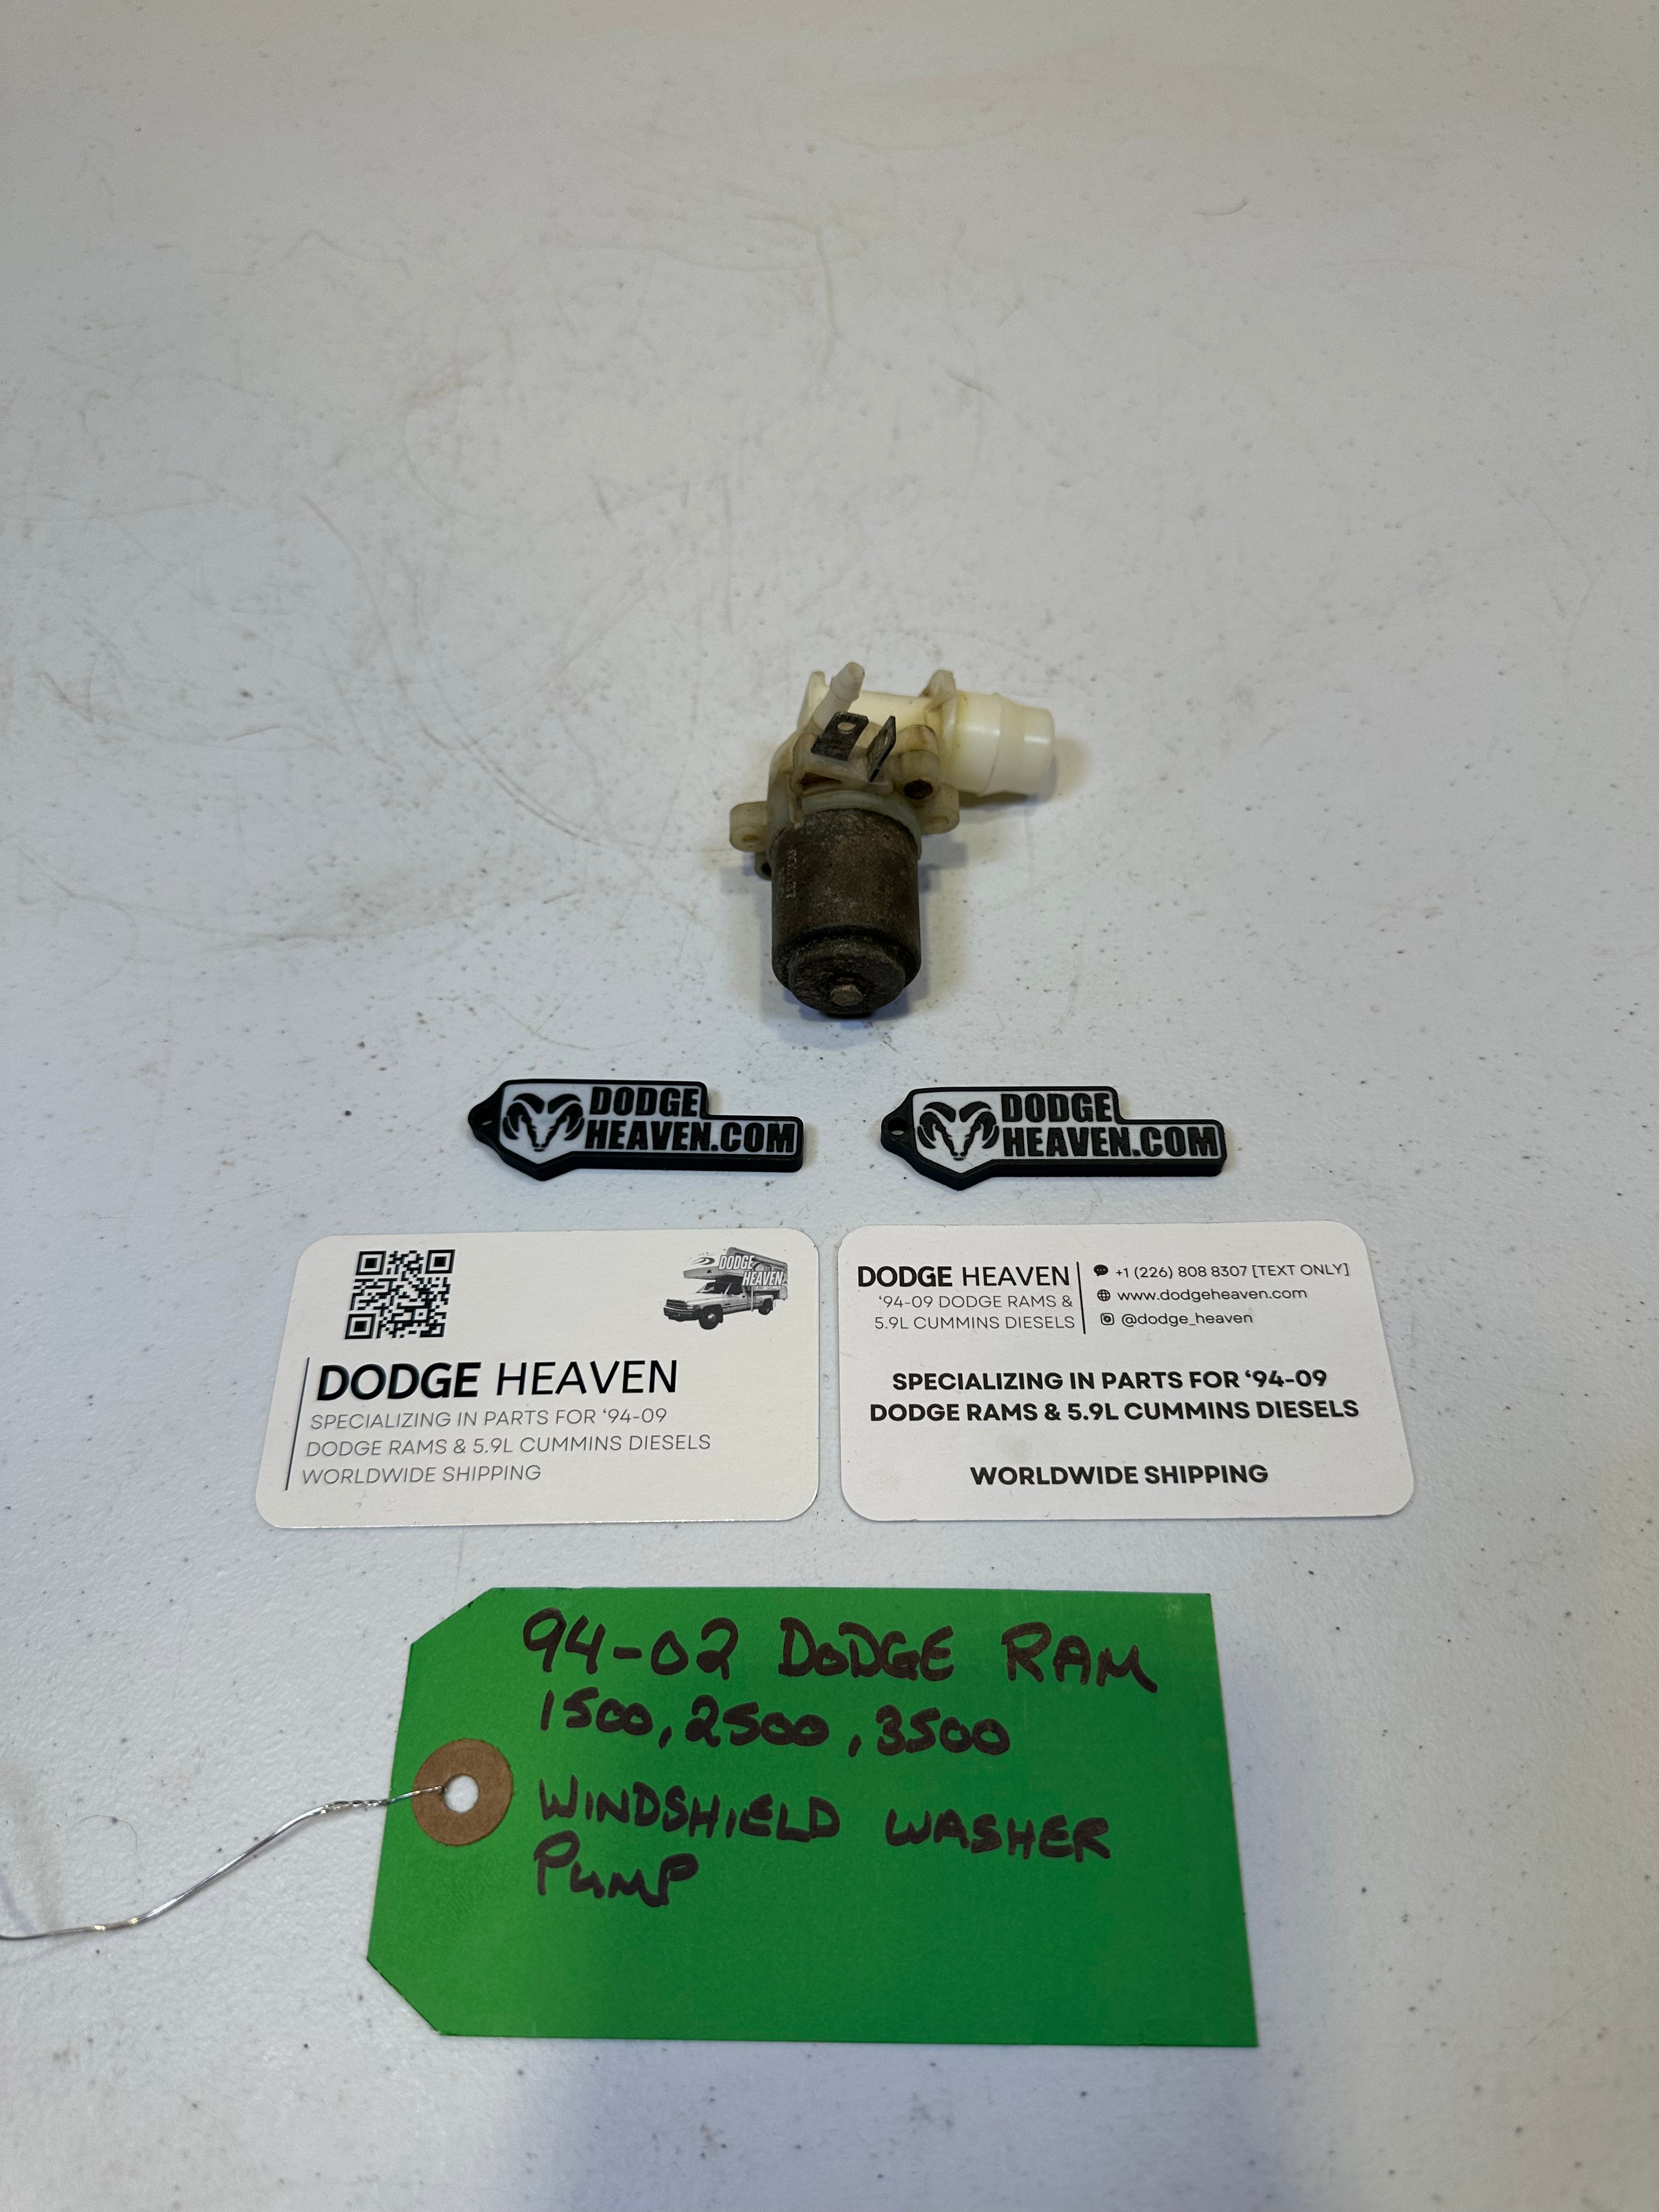 DODGE
HEAVEN.COM
DODGE
HEAVEN.COM
DODGE
HEAVEN
DODGE HEAVEN
SPECIALIZING IN PARTS FOR ‘94-09
DODGE RAMS & 5.9L CUMMINS DIESELS
WORLDWIDE SHIPPING
DODGE HEAVEN
‘94-09 DODGE RAMS &
5.9L CUMMINS DIESELS
+1 (226) 808 8307 [TEXT ONLY]
www.dodgeheaven.com
@dodge_heaven
SPECIALIZING IN PARTS FOR ‘94-09
DODGE RAMS & 5.9L CUMMINS DIESELS
WORLDWIDE SHIPPING
94-02 DODGE RAM
1500, 2500, 3500
WINDSHIELD WASHER
PUMP